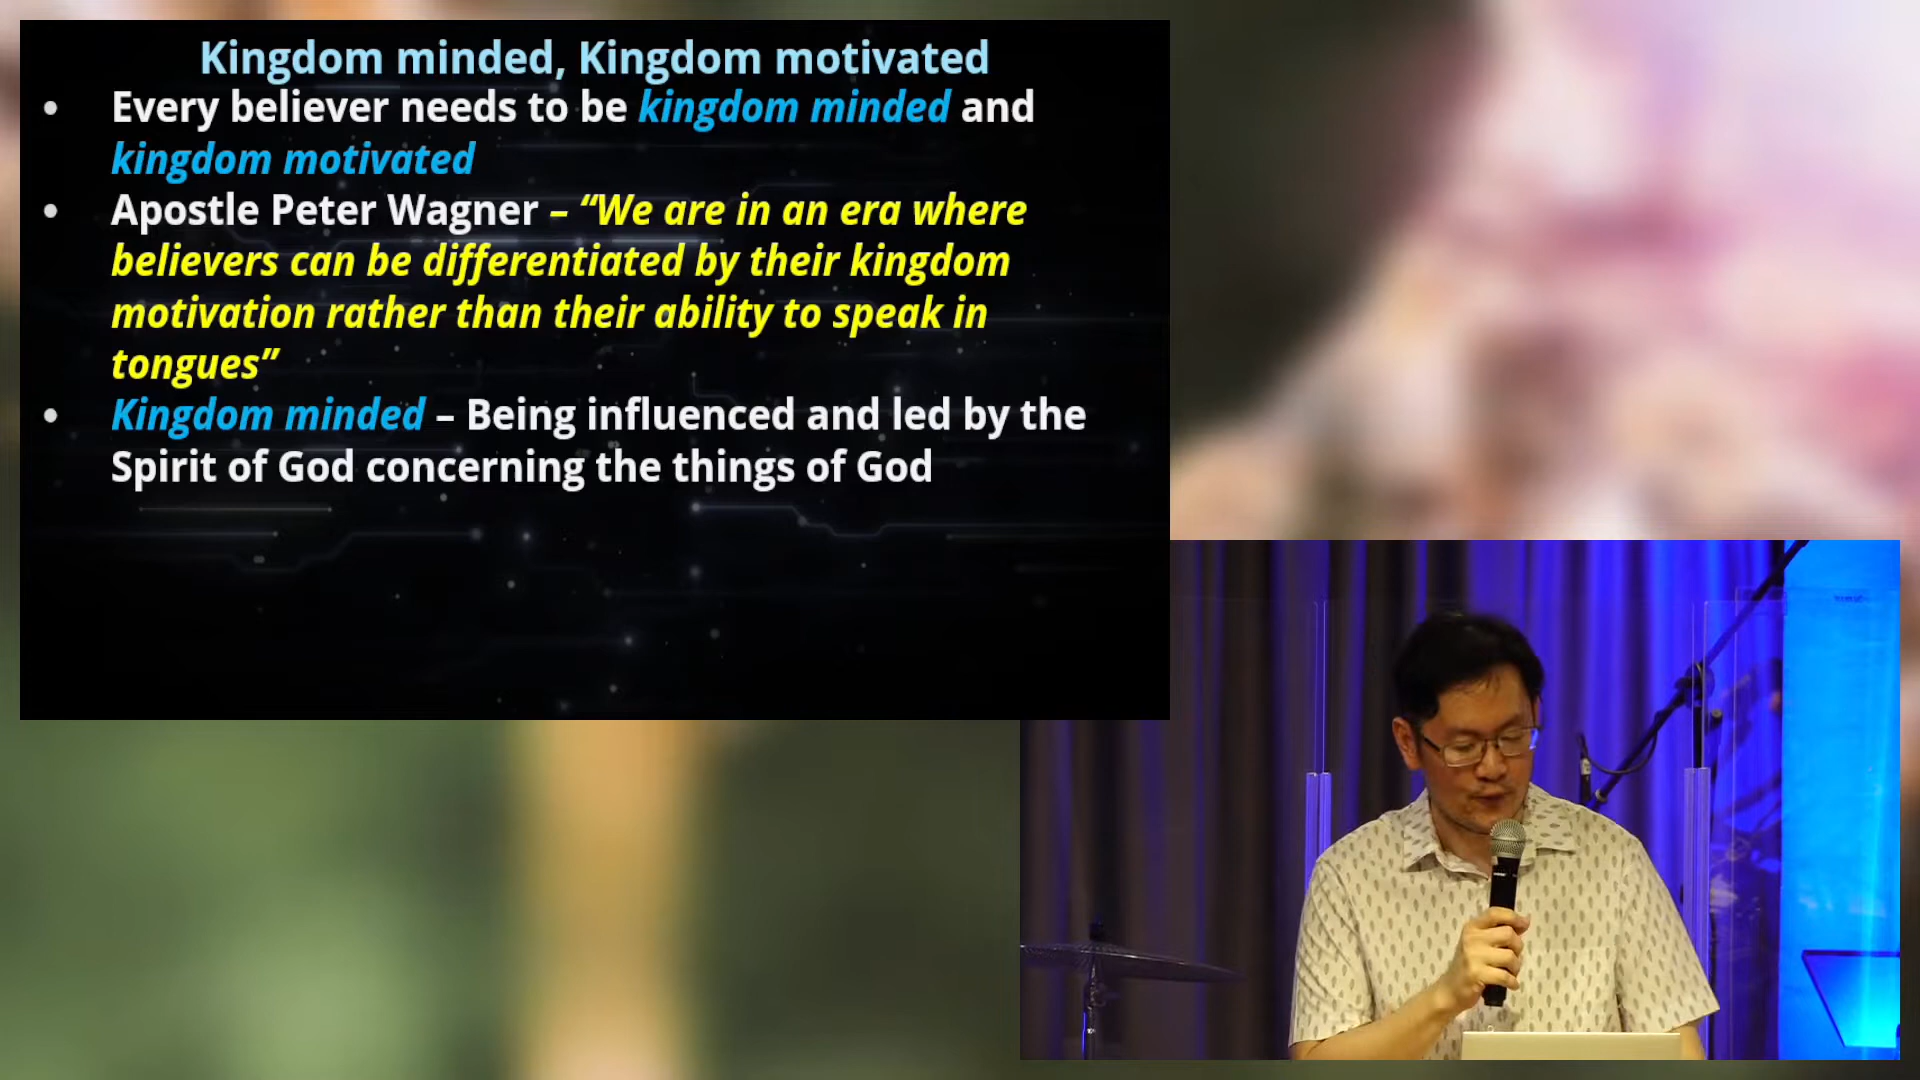 Kingdom minded, Kingdom motivated
• Every believer needs to be kingdom minded and
kingdom motivated
• Apostle Peter Wagner – “We are in an era where
believers can be differentiated by their kingdom
motivation rather than their ability to speak in
tongues”
• Kingdom minded – Being influenced and led by the
Spirit of God concerning the things of God